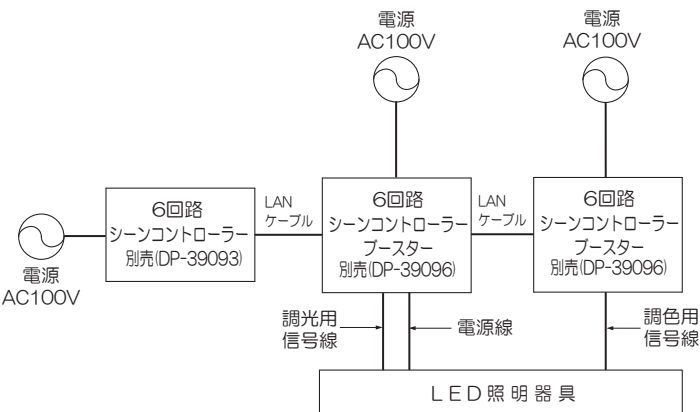 電源
AC100V
電源
AC100V
6回路
シーンコントローラー
別売(DP-39093)
LAN
ケーブル
6回路
シーンコントローラー
ブースター
別売(DP-39096)
LAN
ケーブル
6回路
シーンコントローラー
ブースター
別売(DP-39096)
電源
AC100V
調光用
信号線
電源線
調色用
信号線
LED照明器具